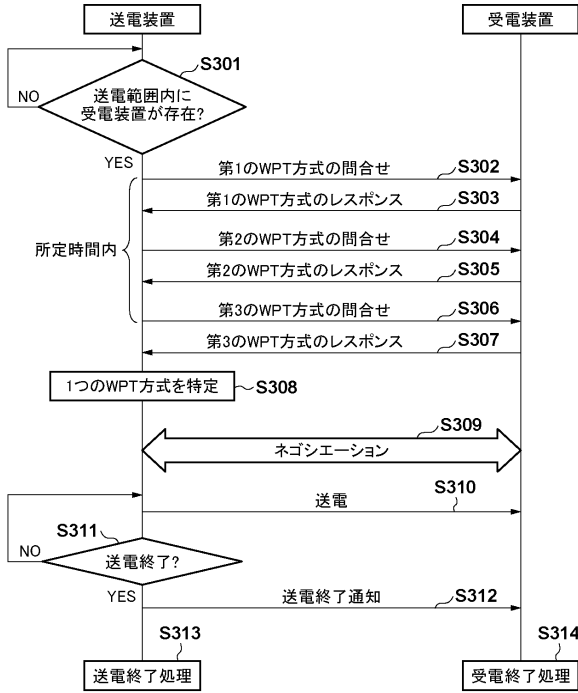 送電装置
受電装置
S301
送電範囲内に
受電装置が存在?
NO
YES
第1のWPT方式の問合せ
S302
第1のWPT方式のレスポンス
S303
所定時間内
第2のWPT方式の問合せ
S304
第2のWPT方式のレスポンス
S305
第3のWPT方式の問合せ
S306
第3のWPT方式のレスポンス
S307
1つのWPT方式を特定
S308
S309
ネゴシエーション
送電
S310
S311
送電終了?
NO
YES
送電終了通知
S312
S313
送電終了処理
S314
受電終了処理